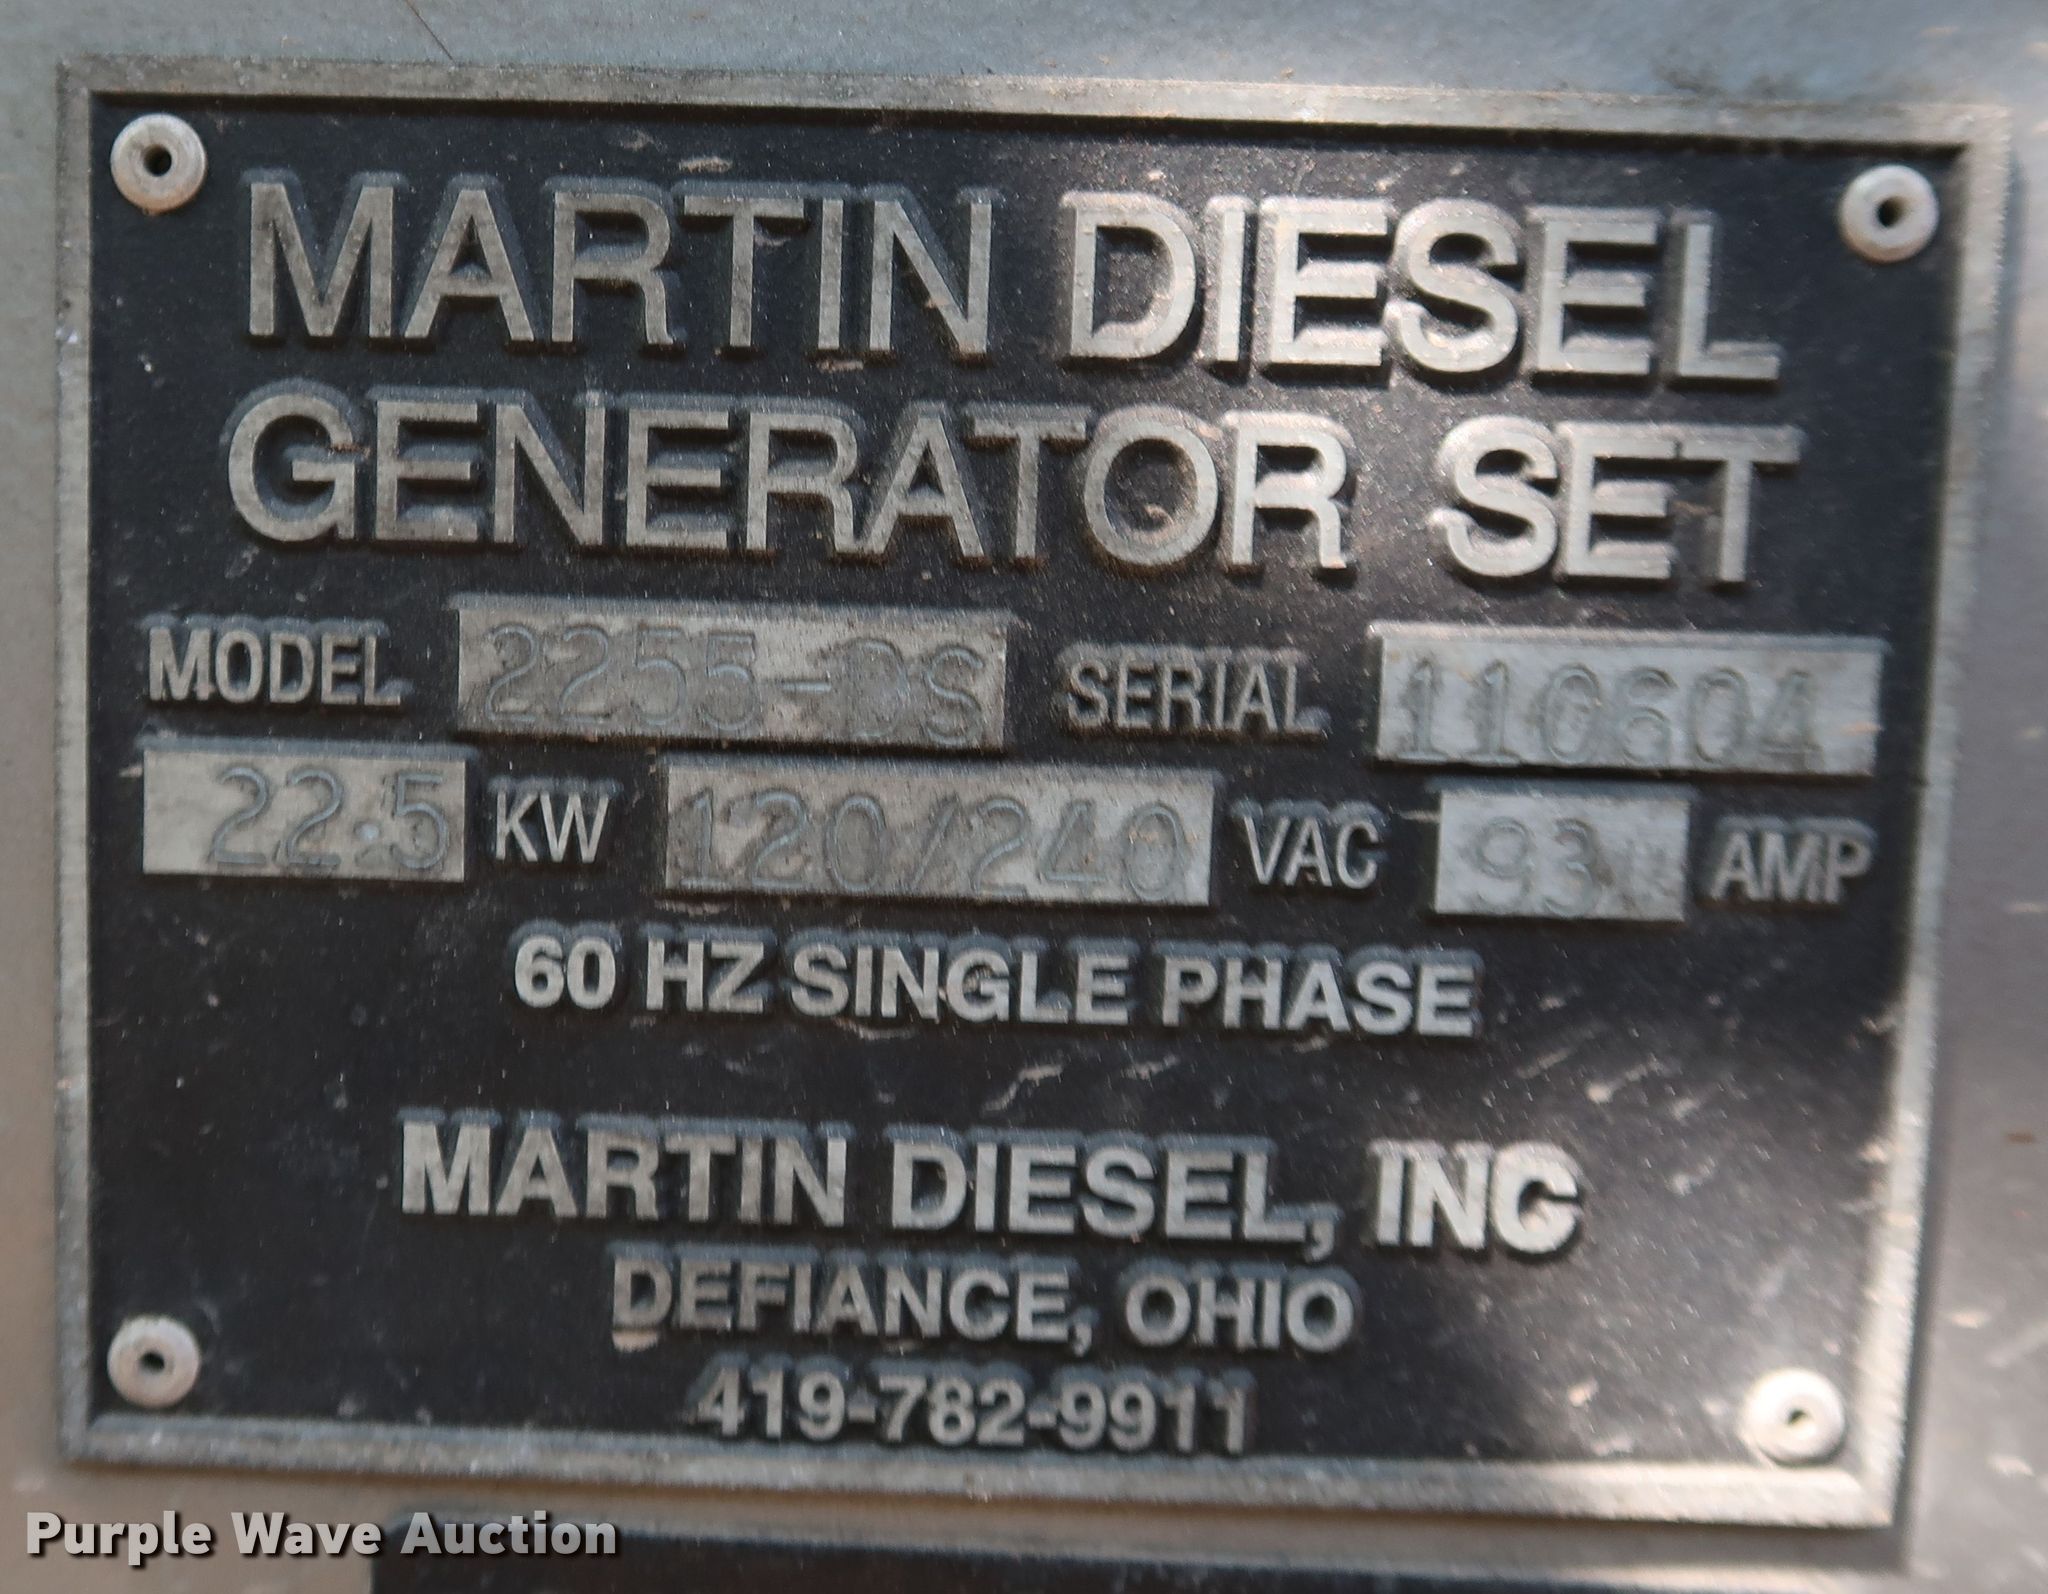 MARTIN DIESEL
GENERATOR SET
MODEL 2255-DS SERIAL 110604
22.5 KW 120/240 VAC 93 AMP
60 HZ SINGLE PHASE
MARTIN DIESEL, INC
DEFIANCE, OHIO
419-782-9911
Purple Wave Auction